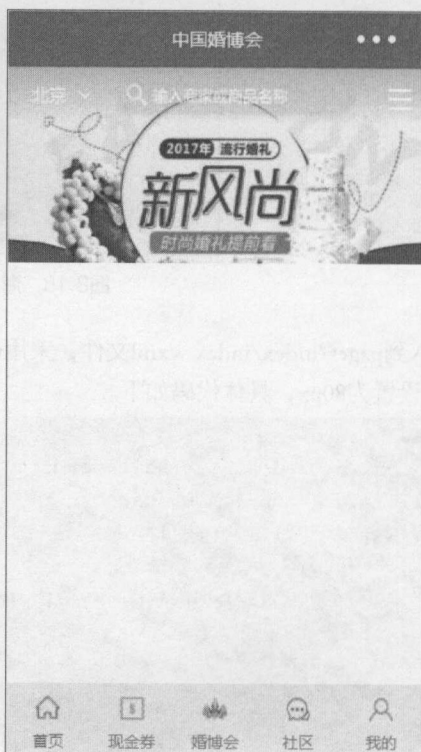 中国婚博会
北京
输入商家或商品名称
2017年 流行婚礼
新风尚
时尚婚礼提前看
首页 现金券 婚博会 社区 我的